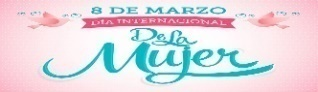 8 DE MARZO
DÍA INTERNACIONAL
De La
Mujer